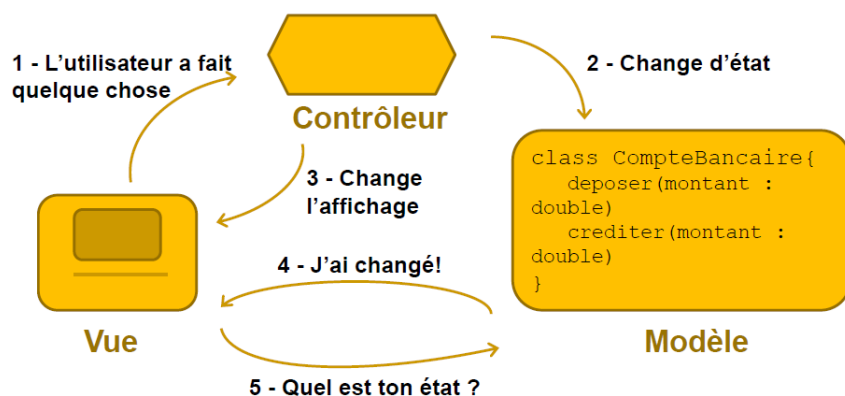 1 - L'utilisateur a fait
quelque chose
Contrôleur
2 - Change d'état
class CompteBancaire{
deposer(montant :
double)
crediter(montant :
double)
}
3 - Change
l'affichage
4 - J'ai changé!
Vue
Modèle
5 - Quel est ton état ?